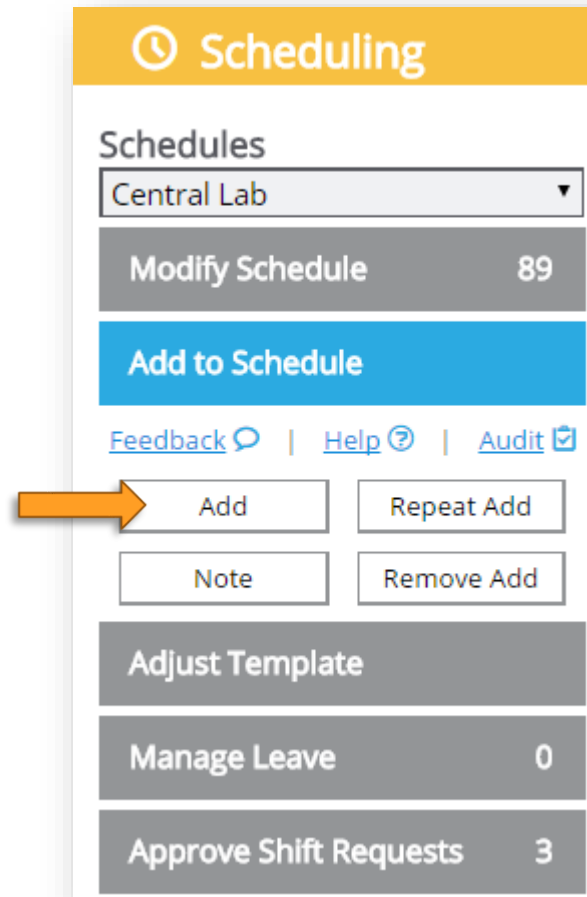 Scheduling
Schedules
Central Lab
Modify Schedule 89
Add to Schedule
Feedback | Help | Audit
Add Repeat Add
Note Remove Add
Adjust Template
Manage Leave 0
Approve Shift Requests 3